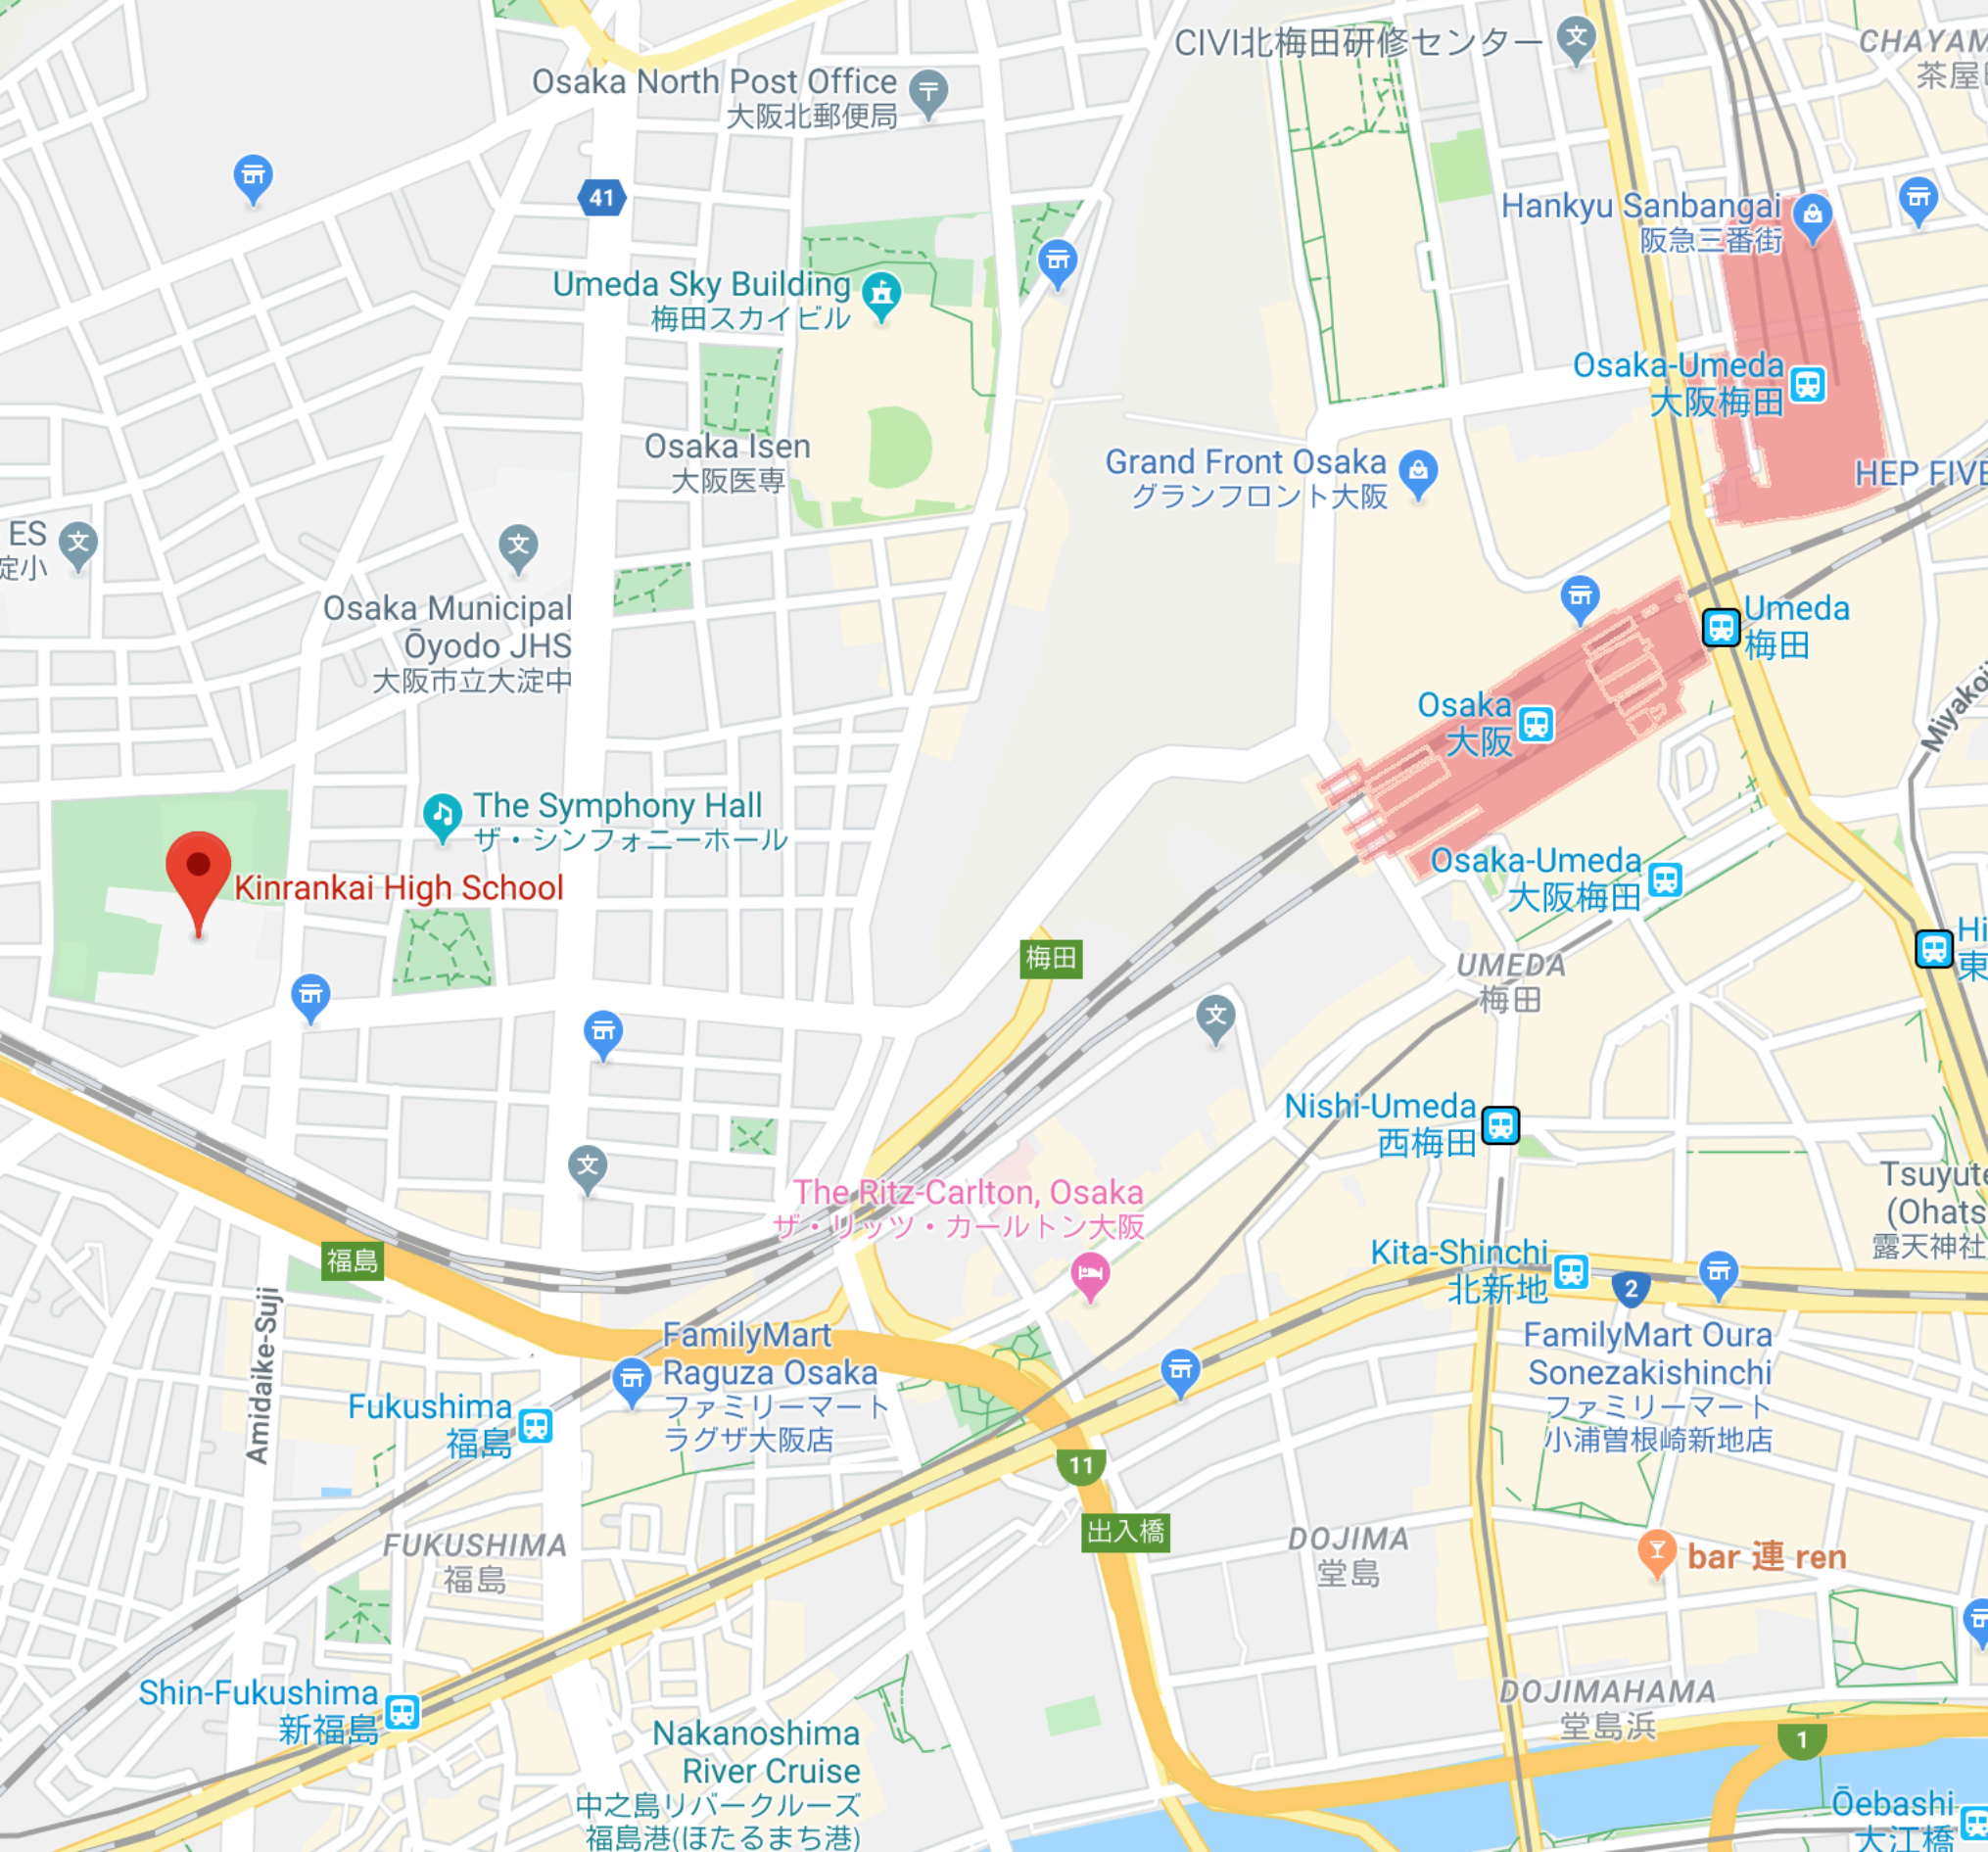 CIVI北梅田研修センター
CHAYAM
茶屋
Osaka North Post Office
大阪北郵便局
41
Hankyu Sanbangai
阪急三番街
Umeda Sky Building
梅田スカイビル
Osaka-Umeda
大阪梅田
Osaka Isen
大阪医専
Grand Front Osaka
グランフロント大阪
HEP FIVE
ES
淀小
Osaka Municipal
Ōyodo JHS
大阪市立大淀中
Umeda
梅田
Osaka
大阪
Miyakoji
The Symphony Hall
ザ・シンフォニーホール
Osaka-Umeda
大阪梅田
Kinrankai High School
梅田
UMEDA
梅田
Hi
東
Nishi-Umeda
西梅田
Tsuyute
(Ohats
露天神社
The Ritz-Carlton, Osaka
ザ・リッツ・カールトン大阪
福島
Kita-Shinchi
北新地
2
Amidaike-Suji
FamilyMart
Raguza Osaka
ファミリーマート
ラグザ大阪店
FamilyMart Oura
Sonezakishinchi
ファミリーマート
小浦曽根崎新地店
Fukushima
福島
11
出入橋
FUKUSHIMA
福島
DOJIMA
堂島
bar 連 ren
Shin-Fukushima
新福島
DOJIMAHAMA
堂島浜
1
Nakanoshima
River Cruise
中之島リバークルーズ
福島港(ほたるまち港)
Ōebashi
大江橋